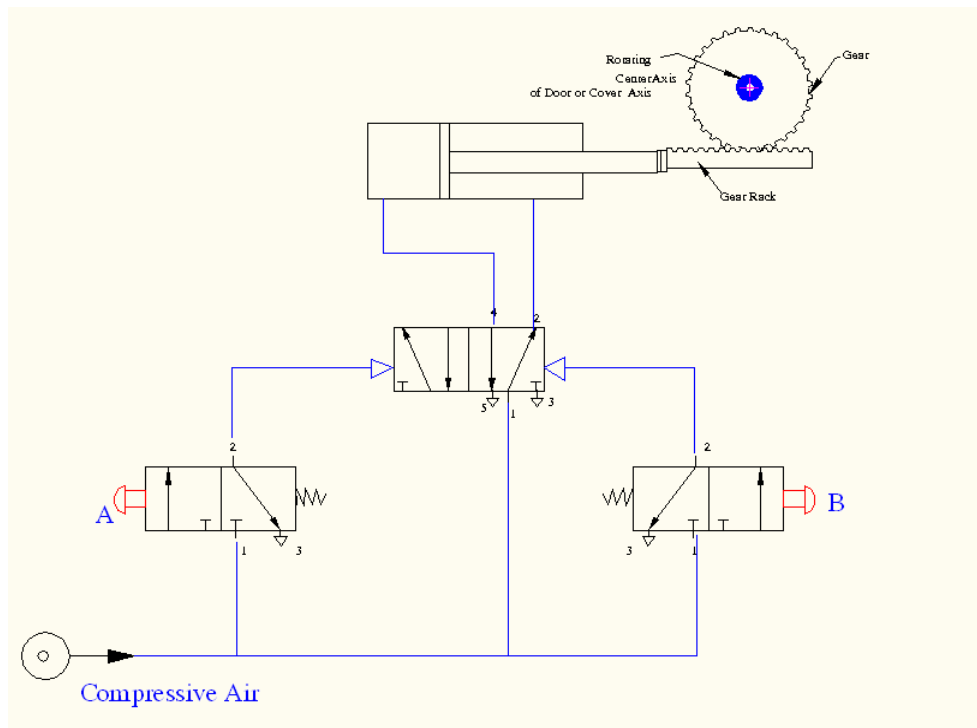 Rotaring
CenterAxis
of Door or Cover Axis
Gear
Gear Rack
4
2
5
1
3
2
2
A
B
1
3
3
1
Compressive Air